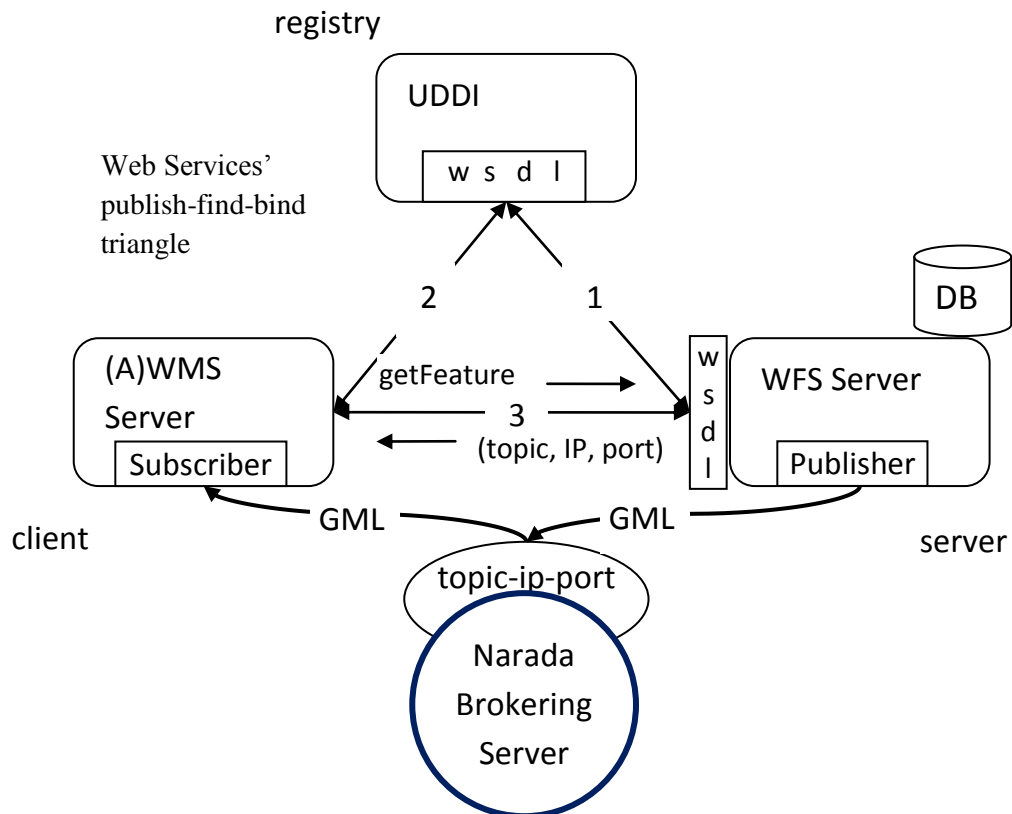 registry
UDDI
w s d l
Web Services’
publish-find-bind
triangle
2
1
DB
(A)WMS
Server
Subscriber
getFeature
3
(topic, IP, port)
w
s
d
l
WFS Server
Publisher
GML
GML
client
server
topic-ip-port
Narada
Brokering
Server